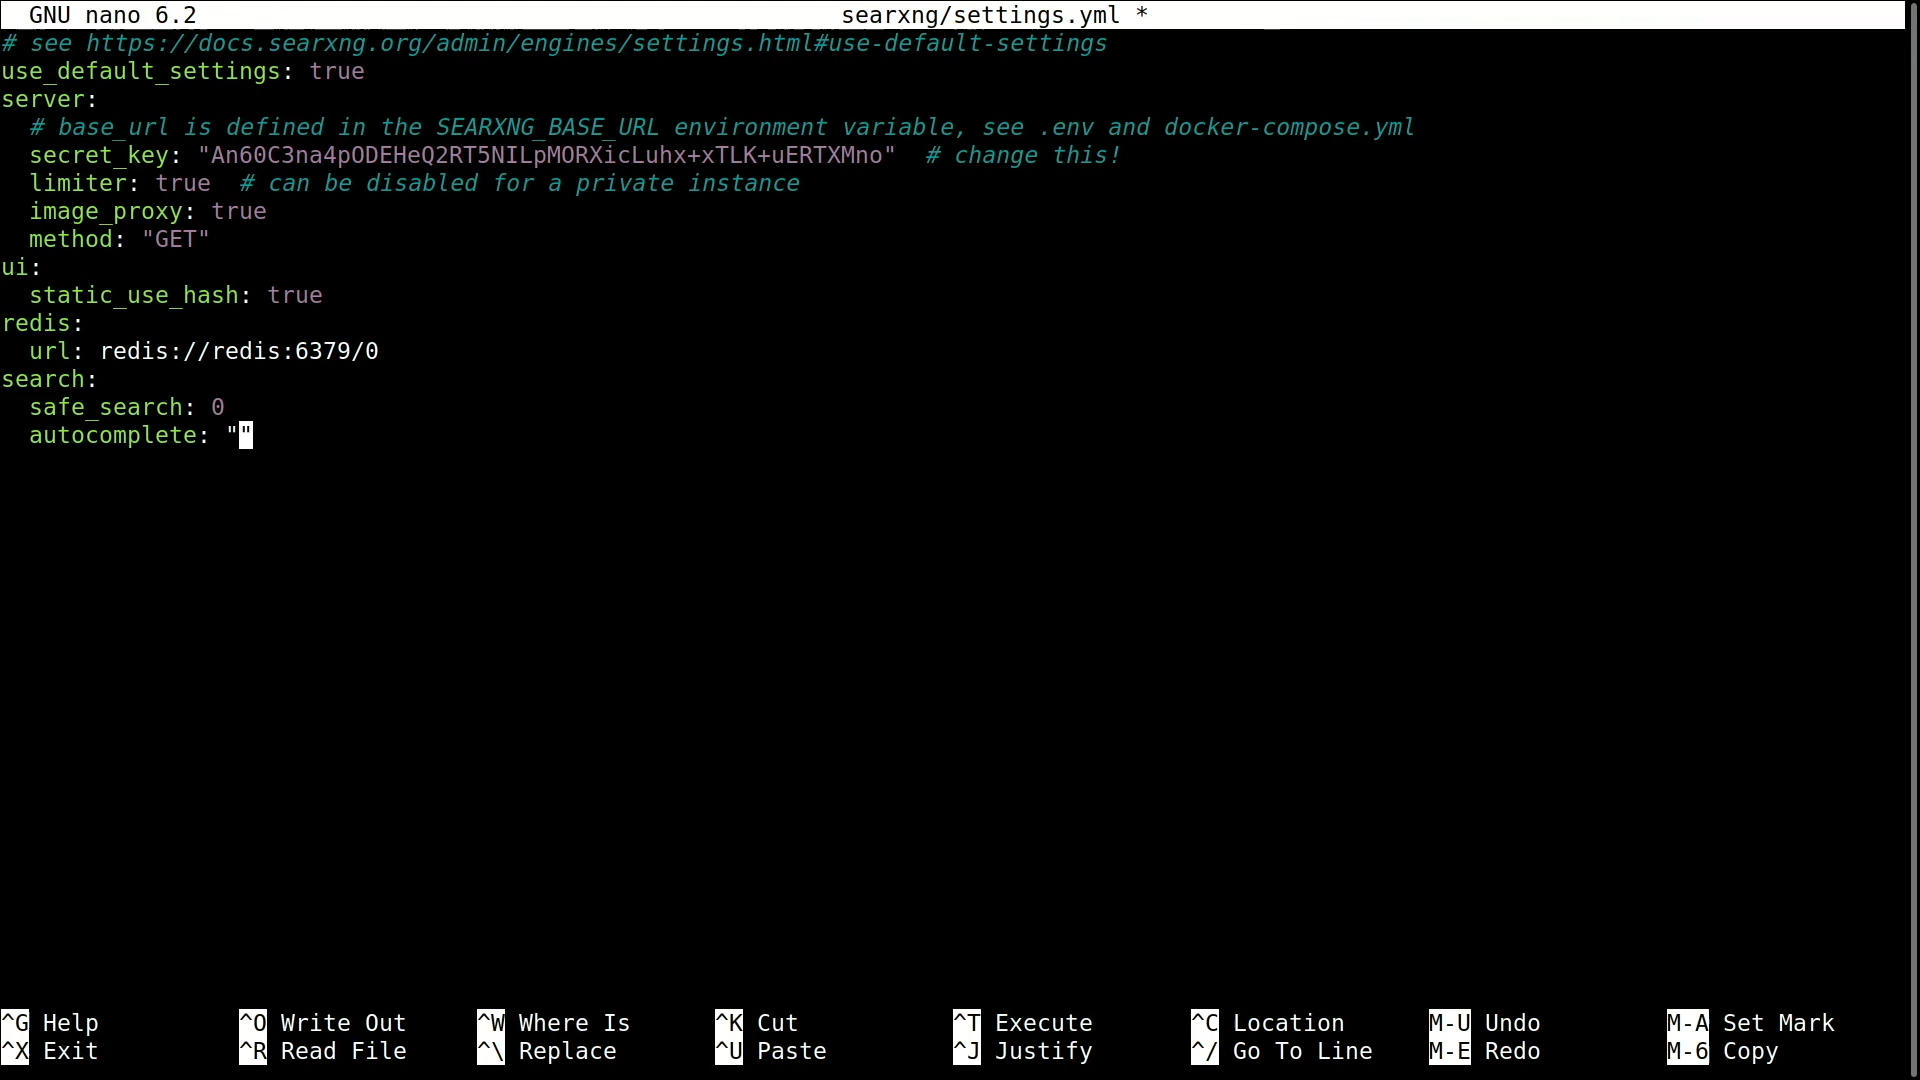 GNU nano 6.2 searxng/settings.yml *
# see https://docs.searxng.org/admin/engines/settings.html#use-default-settings
use_default_settings: true
server:
  # base_url is defined in the SEARXNG_BASE_URL environment variable, see .env and docker-compose.yml
  secret_key: "An60C3na4pODEHeQ2RT5NILpMORXicLuhx+xTLK+uERTXMno"  # change this!
  limiter: true  # can be disabled for a private instance
  image_proxy: true
  method: "GET"
ui:
  static_use_hash: true
redis:
  url: redis://redis:6379/0
search:
  safe_search: 0
  autocomplete: ""
^G Help ^O Write Out ^W Where Is ^K Cut ^T Execute ^C Location M-U Undo M-A Set Mark
^X Exit ^R Read File ^\ Replace ^U Paste ^J Justify ^/ Go To Line M-E Redo M-6 Copy